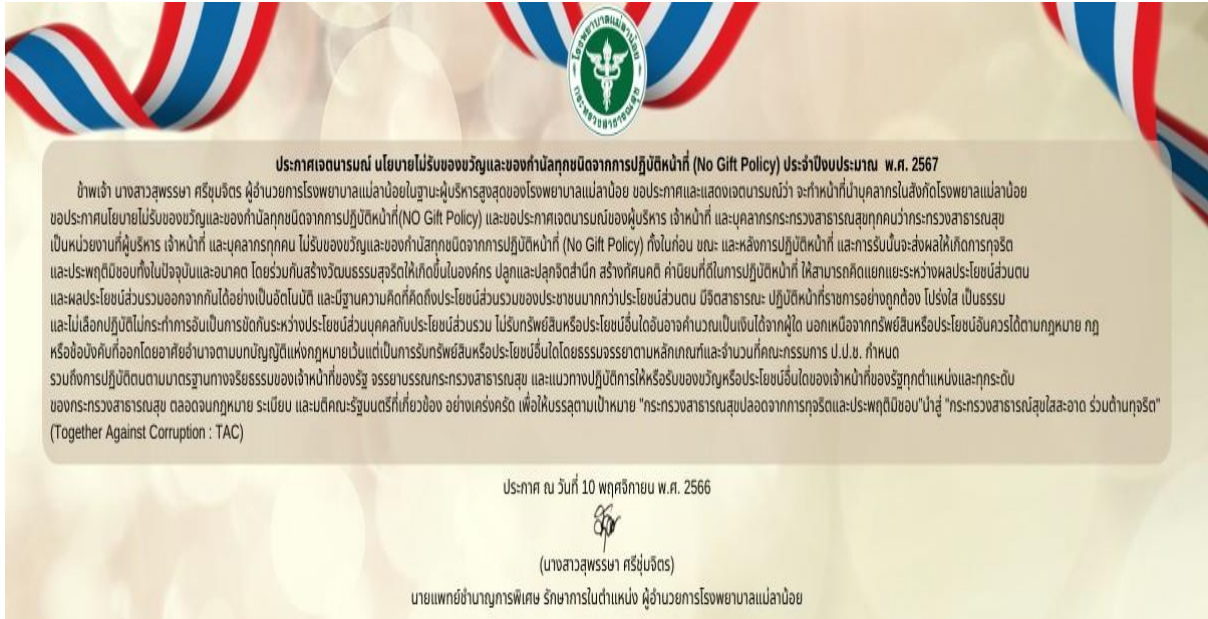 โรงพยาบาลแม่ลาน้อย
กระทรวงสาธารณสุข
ประกาศเจตนารมณ์ นโยบายไม่รับของขวัญและของกำนัลทุกชนิดจากการปฏิบัติหน้าที่ (No Gift Policy) ประจำปีงบประมาณ พ.ศ. 2567
ข้าพเจ้า นางสาวสุพรรษา ศรีชุมจิตร ผู้อำนวยการโรงพยาบาลแม่ลาน้อยในฐานะผู้บริหารสูงสุดของโรงพยาบาลแม่ลาน้อย ขอประกาศและแสดงเจตนารมณ์ว่า จะทำหน้าที่นำบุคลากรในสังกัดโรงพยาบาลแม่ลาน้อย
ขอประกาศนโยบายไม่รับของขวัญและของกำนัลทุกชนิดจากการปฏิบัติหน้าที่(NO Gift Policy) และขอประกาศเจตนารมณ์ของผู้บริหาร เจ้าหน้าที่ และบุคลากรกระทรวงสาธารณสุขทุกคนว่ากระทรวงสาธารณสุข
เป็นหน่วยงานที่ผู้บริหาร เจ้าหน้าที่ และบุคลากรทุกคน ไม่รับของขวัญและของกำนัสทุกชนิดจากการปฏิบัติหน้าที่ (No Gift Policy) ทั้งในก่อน ขณะ และหลังการปฏิบัติหน้าที่ และการรับนั้นจะส่งผลให้เกิดการทุจริต
และประพฤติมิชอบทั้งในปัจจุบันและอนาคต โดยร่วมกันสร้างวัฒนธรรมสุจริตให้เกิดขึ้นในองค์กร ปลูกและปลุกจิตสำนึก สร้างทัศนคติ ค่านิยมที่ดีในการปฏิบัติหน้าที่ ให้สามารถคิดแยกแยะระหว่างผลประโยชน์ส่วนตน
และผลประโยชน์ส่วนรวมออกจากกันได้อย่างเป็นอัตโนมัติ และมีฐานความคิดที่คิดถึงประโยชน์ส่วนรวมของประชาชนมากกว่าประโยชน์ส่วนตน มีจิตสาธารณะ ปฏิบัติหน้าที่ราชการอย่างถูกต้อง โปร่งใส เป็นธรรม
และไม่เลือกปฏิบัติไม่กระทำการอันเป็นการขัดกันระหว่างประโยชน์ส่วนบุคคลกับประโยชน์ส่วนรวม ไม่รับทรัพย์สินหรือประโยชน์อื่นใดอันอาจคำนวณเป็นเงินได้จากผู้ใด นอกเหนือจากทรัพย์สินหรือประโยชน์อันควรได้ตามกฎหมาย กฎ
หรือข้อบังคับที่ออกโดยอาศัยอำนาจตามบทบัญญัติแห่งกฎหมายเว้นแต่เป็นการรับทรัพย์สินหรือประโยชน์อื่นใดโดยธรรมจรรยาตามหลักเกณฑ์และจำนวนที่คณะกรรมการ ป.ป.ช. กำหนด
รวมถึงการปฏิบัติตนตามมาตรฐานทางจริยธรรมของเจ้าหน้าที่ของรัฐ จรรยาบรรณกระทรวงสาธารณสุข และแนวทางปฏิบัติการให้หรือรับของขวัญหรือประโยชน์อื่นใดของเจ้าหน้าที่ของรัฐทุกตำแหน่งและทุกระดับ
ของกระทรวงสาธารณสุข ตลอดจนกฎหมาย ระเบียบ และมติคณะรัฐมนตรีที่เกี่ยวข้อง อย่างเคร่งครัด เพื่อให้บรรลุตามเป้าหมาย "กระทรวงสาธารณสุขปลอดจากการทุจริตและประพฤติมิชอบ"นำสู่ "กระทรวงสาธารณ์สุขใสสะอาด ร่วมต้านทุจริต"
(Together Against Corruption : TAC)
ประกาศ ณ วันที่ 10 พฤศจิกายน พ.ศ. 2566
(นางสาวสุพรรษา ศรีชุ่มจิตร)
นายแพทย์ชำนาญการพิเศษ รักษาการในตำแหน่ง ผู้อำนวยการโรงพยาบาลแม่ลาน้อย